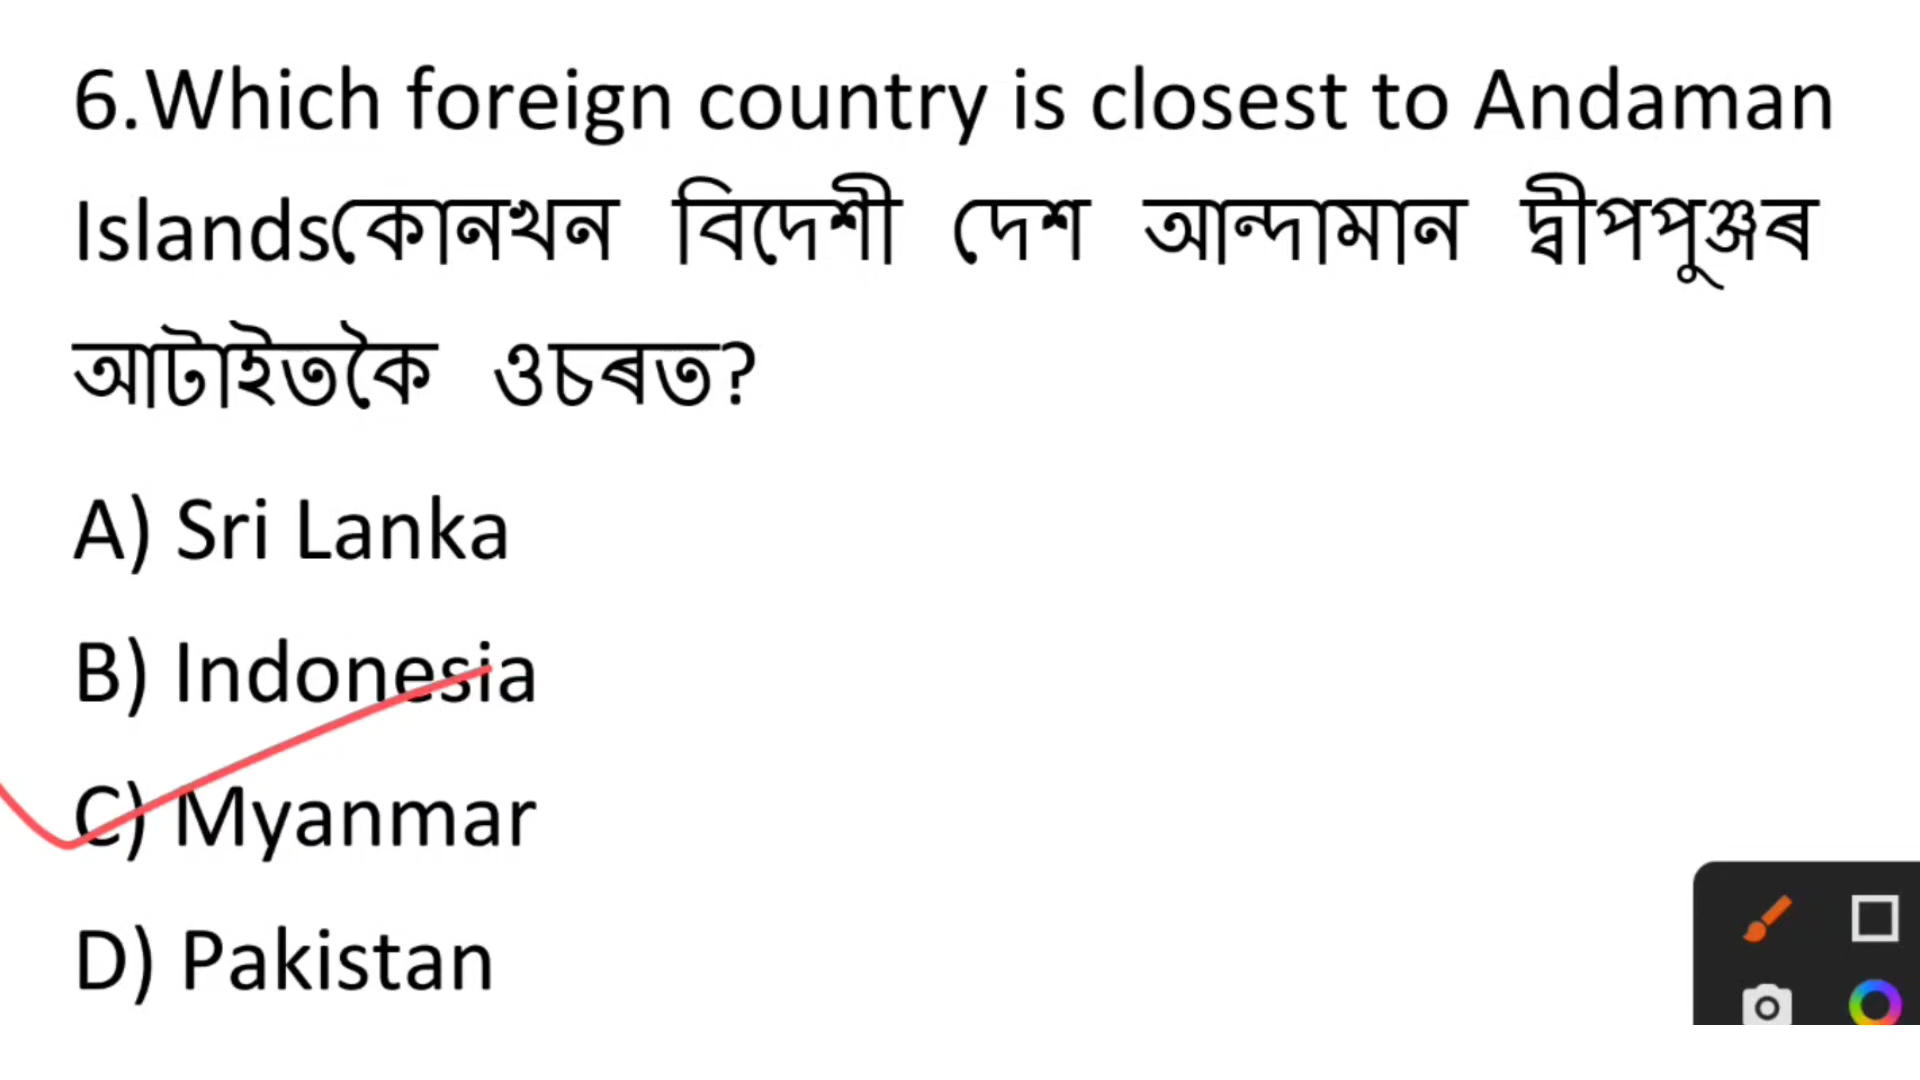 6.Which foreign country is closest to Andaman
Islandsকোনখন বিদেশী দেশ আন্দামান দ্বীপপুঞ্জৰ
আটাইতকৈ ওচৰত?
A) Sri Lanka
B) Indonesia
C) Myanmar
D) Pakistan